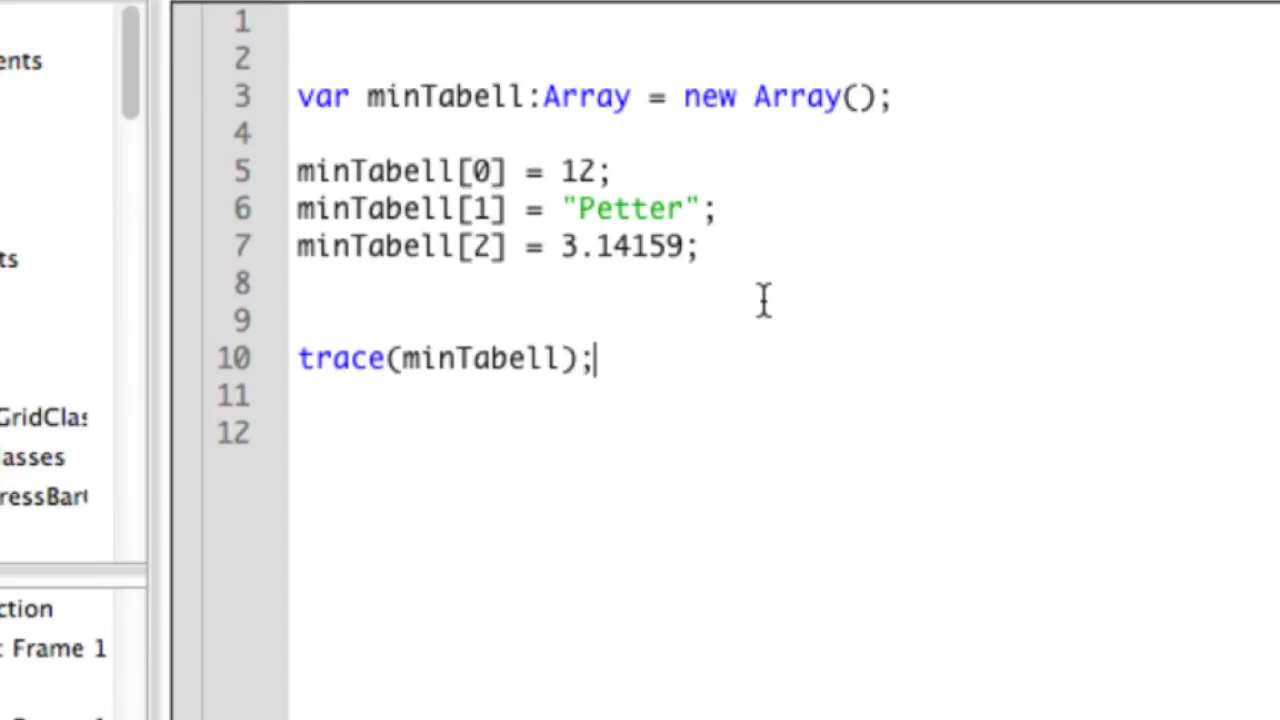 ents
ts
GridClas
asses
ressBar
ction
: Frame 1
1
2
3 var minTabell:Array = new Array();
4
5 minTabell[0] = 12;
6 minTabell[1] = "Petter";
7 minTabell[2] = 3.14159;
8
9
10 trace(minTabell);
11
12